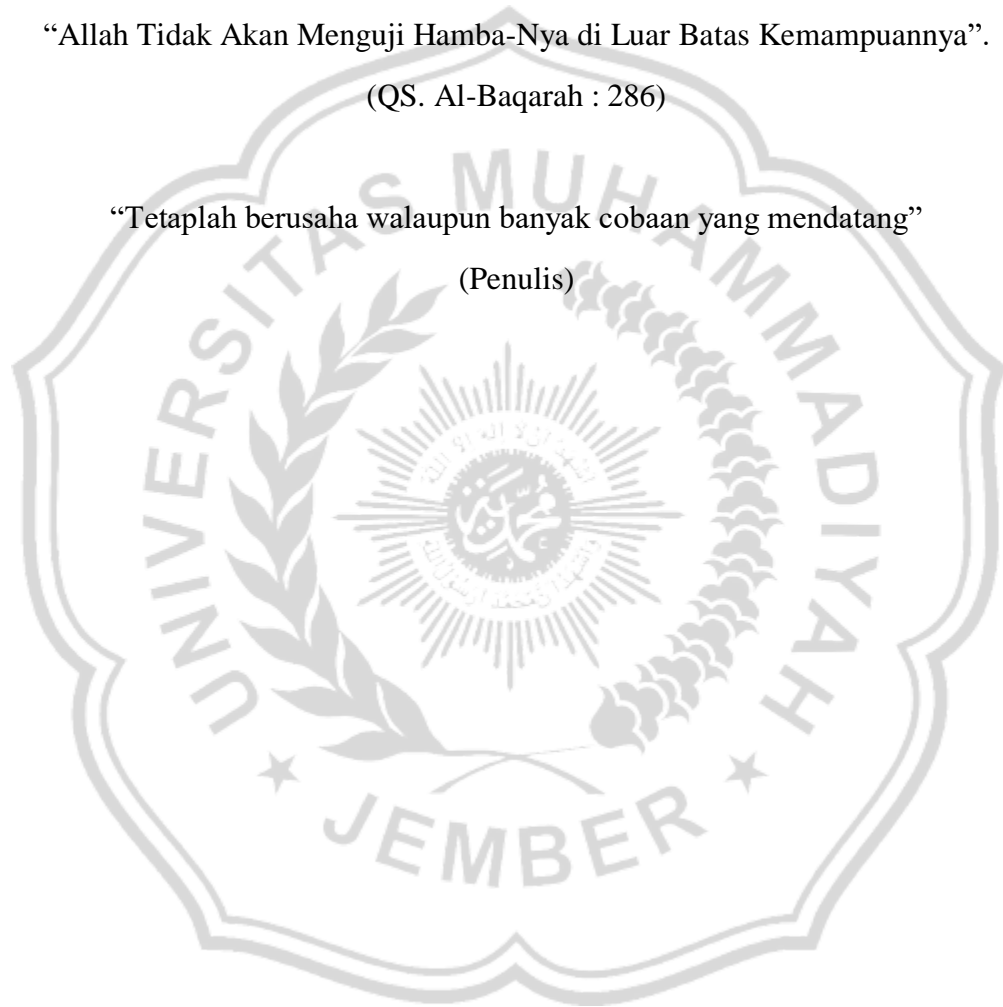 “Allah Tidak Akan Menguji Hamba-Nya di Luar Batas Kemampuannya”.
(QS. Al-Baqarah : 286)
“Tetaplah berusaha walaupun banyak cobaan yang mendatang”
(Penulis)
UNIVERSITAS MUHAMMADIYAH
JEMBER